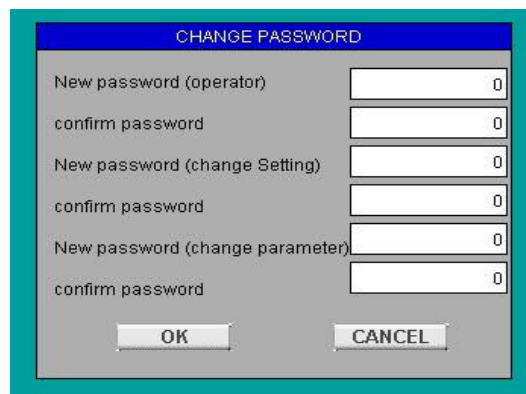 CHANGE PASSWORD
New password (operator) 0
confirm password 0
New password (change Setting) 0
confirm password 0
New password (change parameter) 0
confirm password 0
OK CANCEL